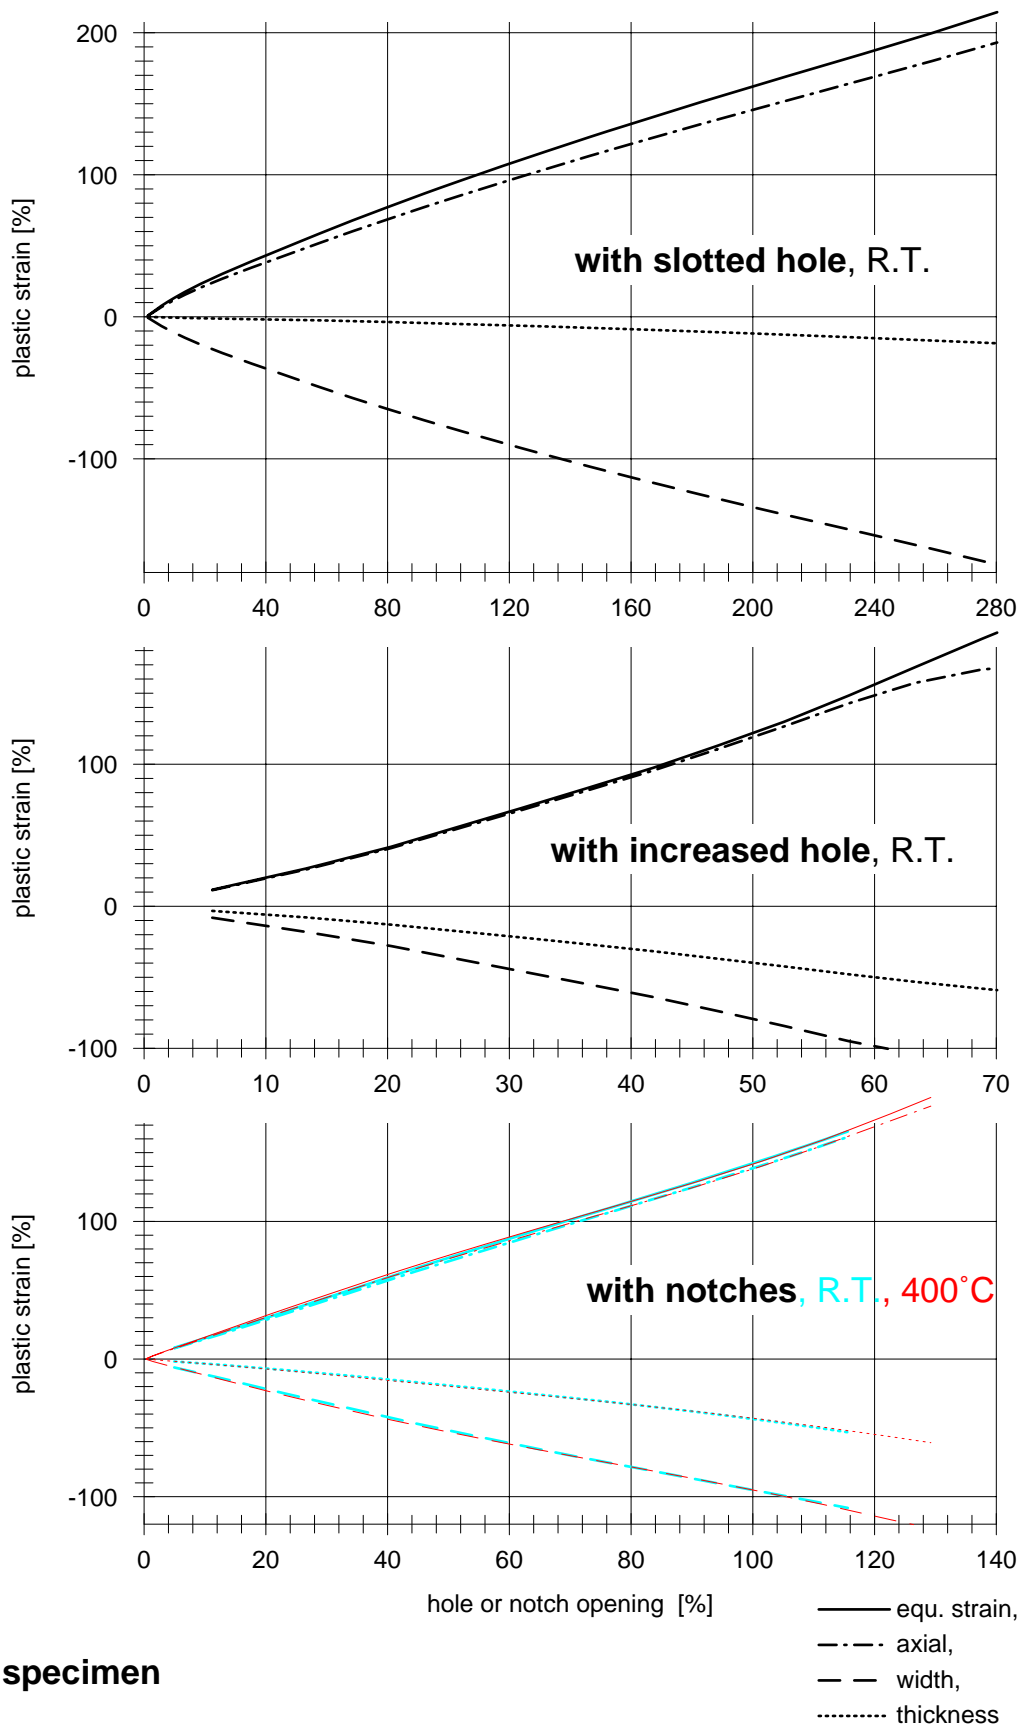 200
100
0
-100
plastic strain [%]
with slotted hole, R.T.
0 40 80 120 160 200 240 280
100
0
-100
plastic strain [%]
with increased hole, R.T.
0 10 20 30 40 50 60 70
100
0
-100
plastic strain [%]
with notches, R.T., 400°C
0 20 40 60 80 100 120 140
hole or notch opening [%]
equ. strain,
axial,
width,
thickness
specimen